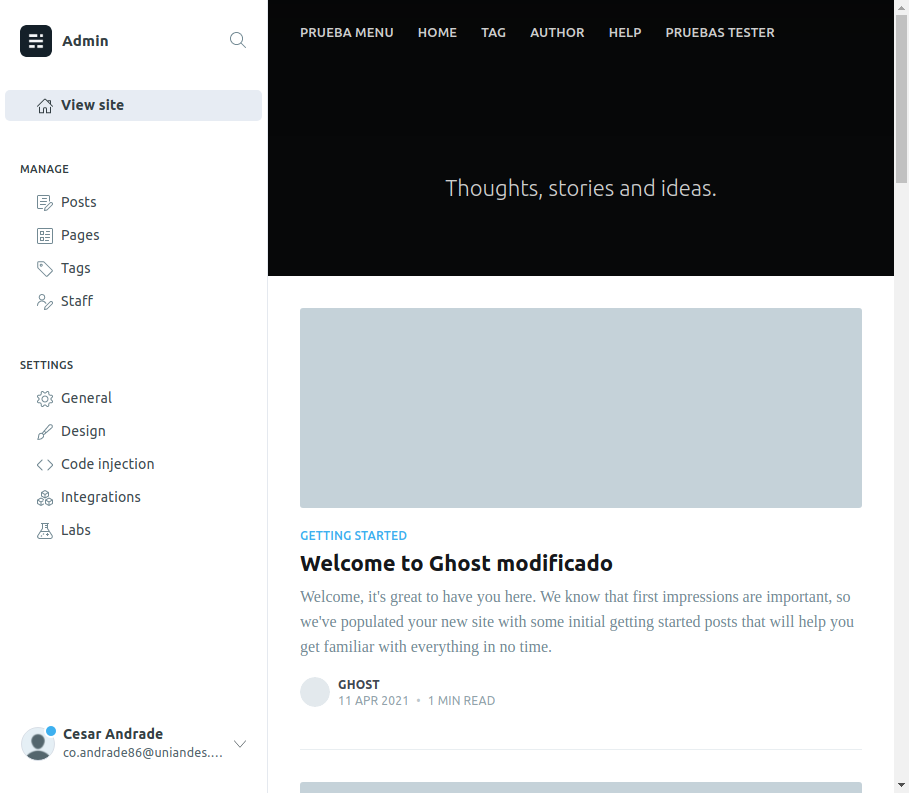 Admin
View site
MANAGE
Posts
Pages
Tags
Staff
SETTINGS
General
Design
Code injection
Integrations
Labs
Cesar Andrade
co.andrade86@uniandes....
PRUEBA MENU HOME TAG AUTHOR HELP PRUEBAS TESTER
Thoughts, stories and ideas.
GETTING STARTED
Welcome to Ghost modificado
Welcome, it's great to have you here. We know that first impressions are important, so
we've populated your new site with some initial getting started posts that will help you
get familiar with everything in no time.
GHOST
11 APR 2021 • 1 MIN READ